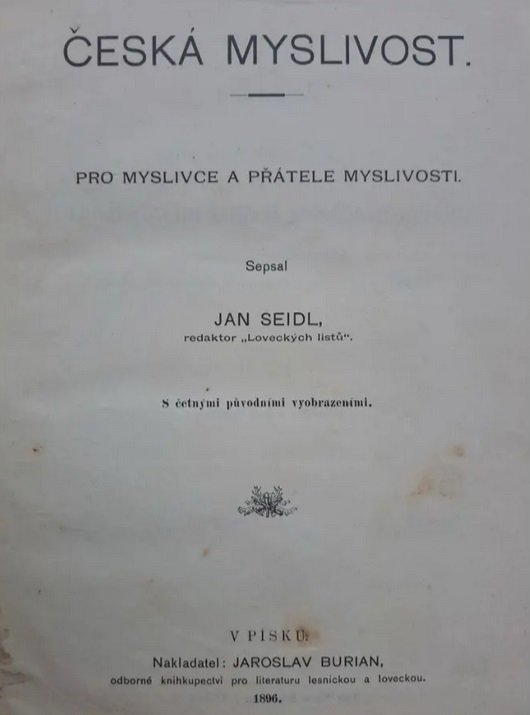 ČESKÁ MYSLIVOST.
PRO MYSLIVCE A PŘÁTELE MYSLIVOSTI.
Sepsal
JAN SEIDL,
redaktor „Loveckých listů“.
S četnými původními vyobrazeními.
V PÍSKU.
Nakladatel: JAROSLAV BURIAN,
odborné knihkupectví pro literaturu lesnickou a loveckou.
1896.